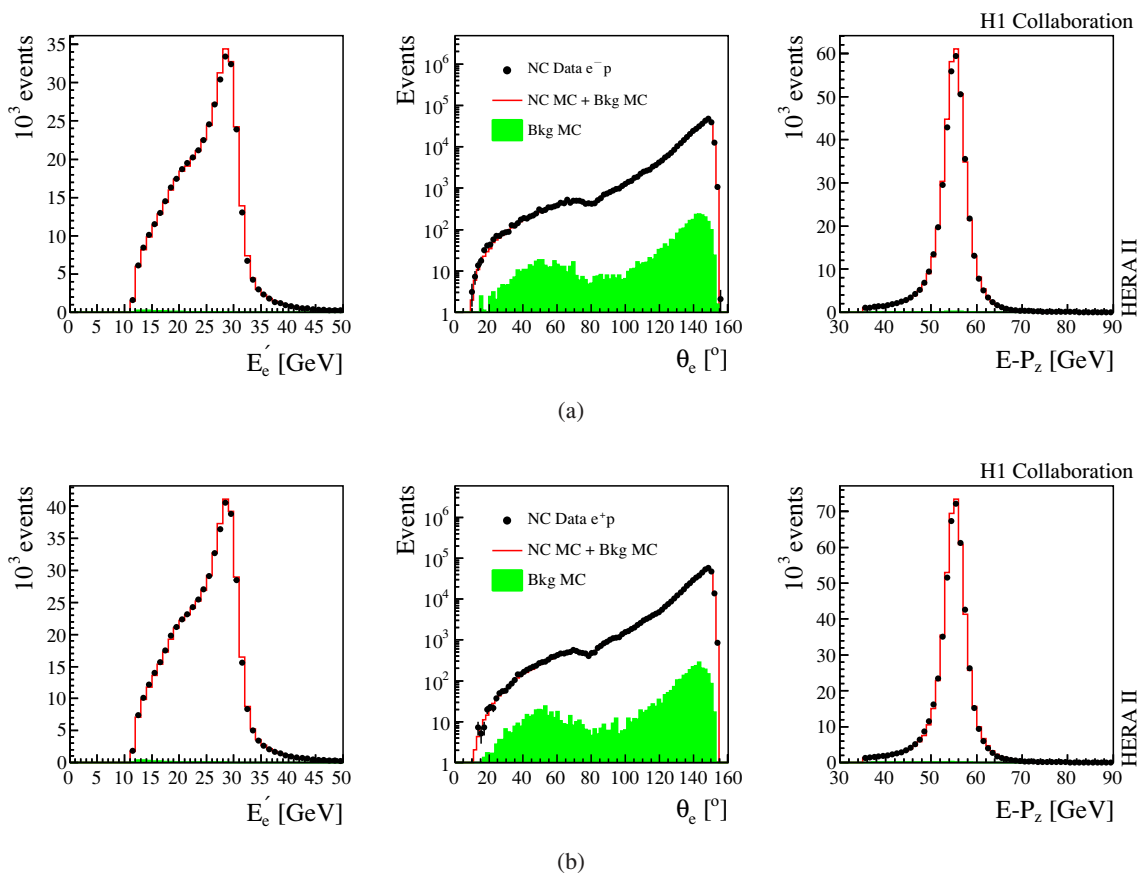 H1 Collaboration
10³ events
35
30
25
20
15
10
5
0
0 5 10 15 20 25 30 35 40 45 50
E′e [GeV]
Events
10⁶
10⁵
10⁴
10³
10²
10
1
NC Data e⁻p
NC MC + Bkg MC
Bkg MC
0 20 40 60 80 100 120 140 160
θe [°]
10³ events
60
50
40
30
20
10
0
30 40 50 60 70 80 90
E-Pz [GeV]
HERA II
(a)
H1 Collaboration
10³ events
40
35
30
25
20
15
10
5
0
0 5 10 15 20 25 30 35 40 45 50
E′e [GeV]
Events
10⁶
10⁵
10⁴
10³
10²
10
1
NC Data e⁺p
NC MC + Bkg MC
Bkg MC
0 20 40 60 80 100 120 140 160
θe [°]
10³ events
70
60
50
40
30
20
10
0
30 40 50 60 70 80 90
E-Pz [GeV]
HERA II
(b)